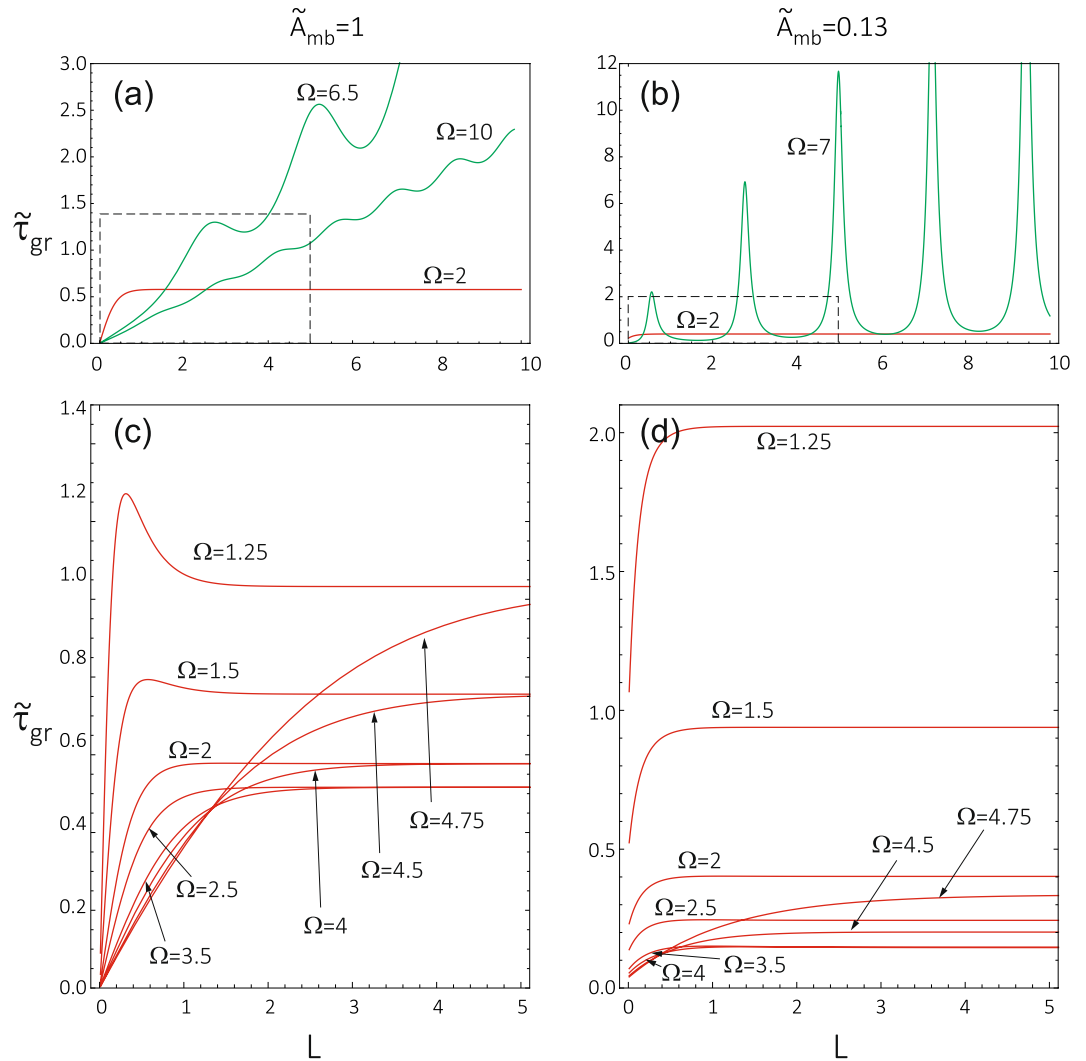 Ã_mb=1
Ã_mb=0.13
(a)
3.0
2.5
2.0
1.5
1.0
0.5
0.0
τ̃_gr
Ω=6.5
Ω=10
Ω=2
0 2 4 6 8 10
(b)
12
10
8
6
4
2
0
Ω=7
Ω=2
0 2 4 6 8 10
(c)
1.4
1.2
1.0
0.8
0.6
0.4
0.2
0.0
τ̃_gr
Ω=1.25
Ω=1.5
Ω=2
Ω=4.75
Ω=4.5
Ω=2.5
Ω=4
Ω=3.5
0 1 2 3 4 5
L
(d)
2.0
1.5
1.0
0.5
0.0
Ω=1.25
Ω=1.5
Ω=4.75
Ω=4.5
Ω=2
Ω=2.5
Ω=3.5
Ω=4
0 1 2 3 4 5
L